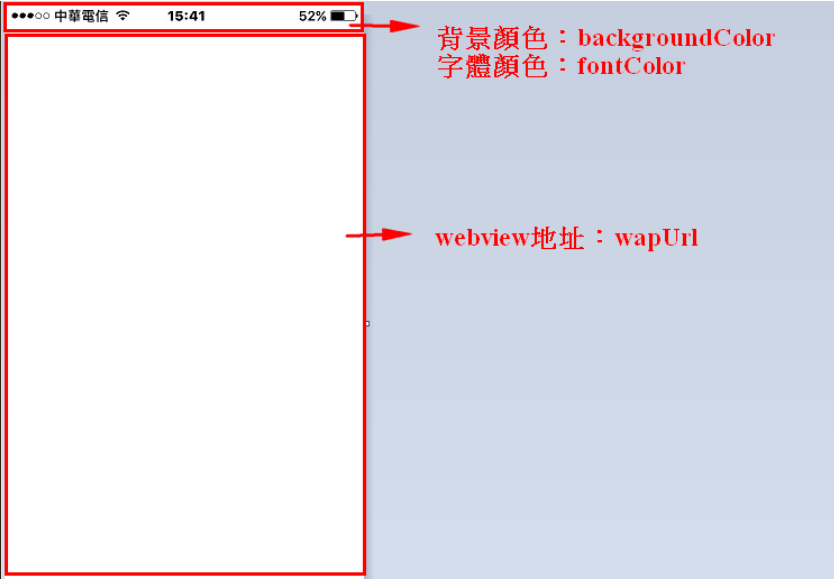 中華電信 15:41 52%
背景顏色：backgroundColor
字體顏色：fontColor
webview地址：wapUrl